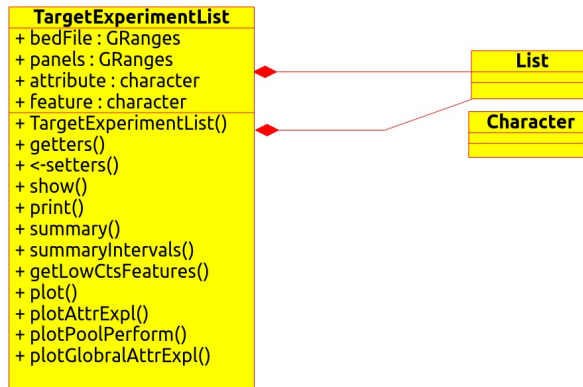 TargetExperimentList
+ bedFile : GRanges
+ panels : GRanges
+ attribute : character
+ feature : character
+ TargetExperimentList()
+ getters()
+ <-setters()
+ show()
+ print()
+ summary()
+ summaryIntervals()
+ getLowCtsFeatures()
+ plot()
+ plotAttrExpl()
+ plotPoolPerform()
+ plotGlobralAttrExpl()
List
Character